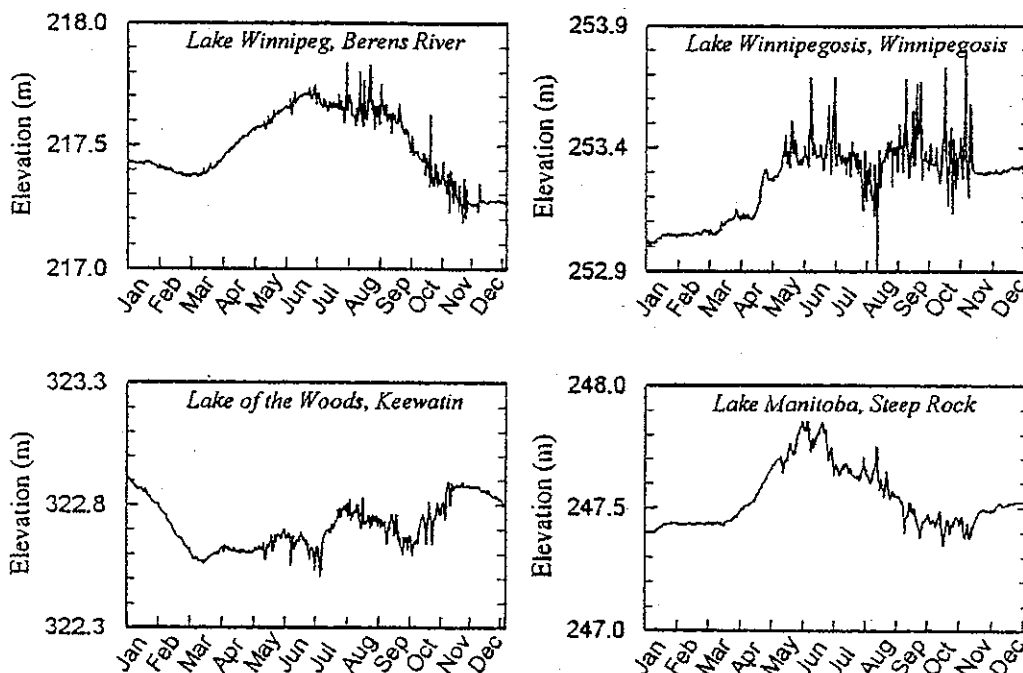 218.0
Lake Winnipeg, Berens River
Elevation (m)
217.5
217.0
Jan Feb Mar Apr May Jun Jul Aug Sep Oct Nov Dec
253.9
Lake Winnipegosis, Winnipegosis
Elevation (m)
253.4
252.9
Jan Feb Mar Apr May Jun Jul Aug Sep Oct Nov Dec
323.3
Lake of the Woods, Keewatin
Elevation (m)
322.8
322.3
Jan Feb Mar Apr May Jun Jul Aug Sep Oct Nov Dec
248.0
Lake Manitoba, Steep Rock
Elevation (m)
247.5
247.0
Jan Feb Mar Apr May Jun Jul Aug Sep Oct Nov Dec